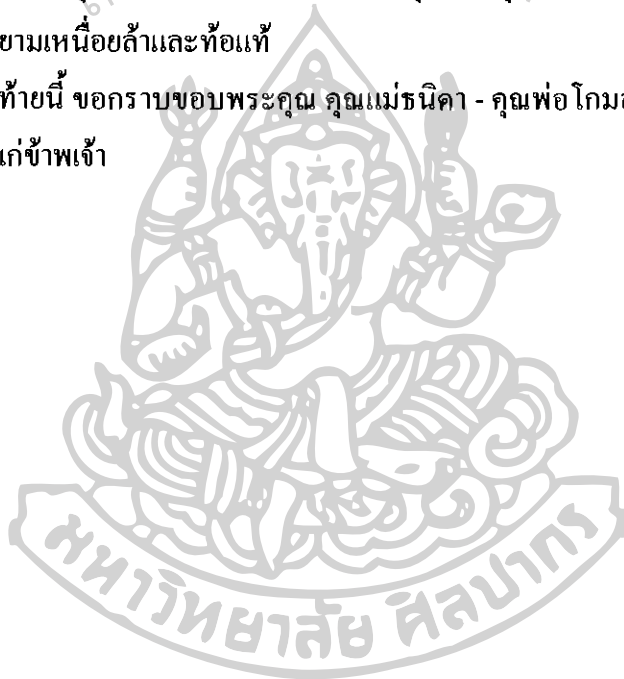 ยามเหนื่อยล้าและท้อแท้
ท้ายนี้ ขอกราบขอบพระคุณ คุณแม่ธนิดา - คุณพ่อโกมล
แก่ข้าพเจ้า
มหาวิทยาลัย ศิลปากร